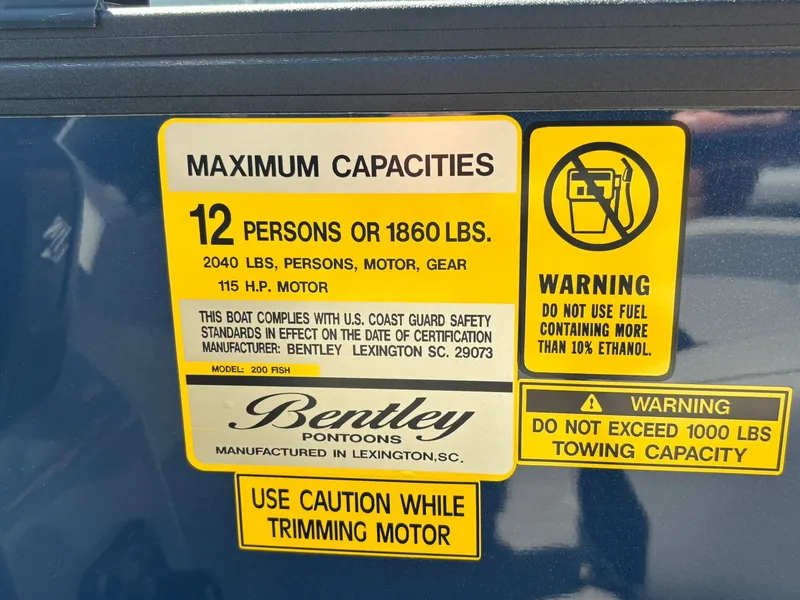 MAXIMUM CAPACITIES
12 PERSONS OR 1860 LBS.
2040 LBS, PERSONS, MOTOR, GEAR
115 H.P. MOTOR
THIS BOAT COMPLIES WITH U.S. COAST GUARD SAFETY
STANDARDS IN EFFECT ON THE DATE OF CERTIFICATION
MANUFACTURER: BENTLEY LEXINGTON SC. 29073
MODEL: 200 FISH
Bentley
PONTOONS
MANUFACTURED IN LEXINGTON,SC.
WARNING
DO NOT USE FUEL
CONTAINING MORE
THAN 10% ETHANOL.
WARNING
DO NOT EXCEED 1000 LBS
TOWING CAPACITY
USE CAUTION WHILE
TRIMMING MOTOR